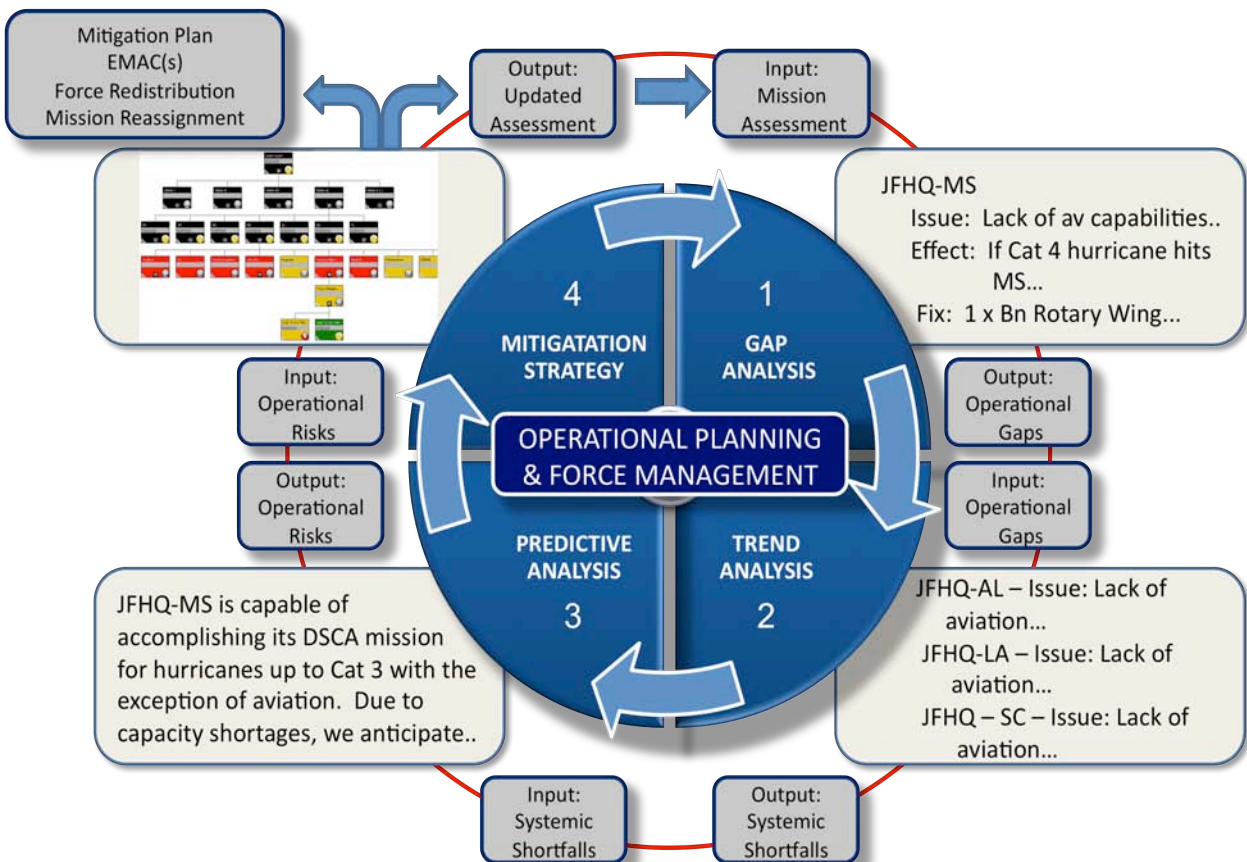 Mitigation Plan
EMAC(s)
Force Redistribution
Mission Reassignment
Output:
Updated
Assessment
Input:
Mission
Assessment
JFHQ-MS
Issue: Lack of av capabilities..
Effect: If Cat 4 hurricane hits
MS...
Fix: 1 x Bn Rotary Wing...
4
MITIGATATION
STRATEGY
1
GAP
ANALYSIS
Input:
Operational
Risks
Output:
Operational
Gaps
OPERATIONAL PLANNING
& FORCE MANAGEMENT
Output:
Operational
Risks
Input:
Operational
Gaps
PREDICTIVE
ANALYSIS
3
TREND
ANALYSIS
2
JFHQ-MS is capable of
accomplishing its DSCA mission
for hurricanes up to Cat 3 with the
exception of aviation. Due to
capacity shortages, we anticipate..
JFHQ-AL – Issue: Lack of
aviation...
JFHQ-LA – Issue: Lack of
aviation...
JFHQ – SC – Issue: Lack of
aviation...
Input:
Systemic
Shortfalls
Output:
Systemic
Shortfalls